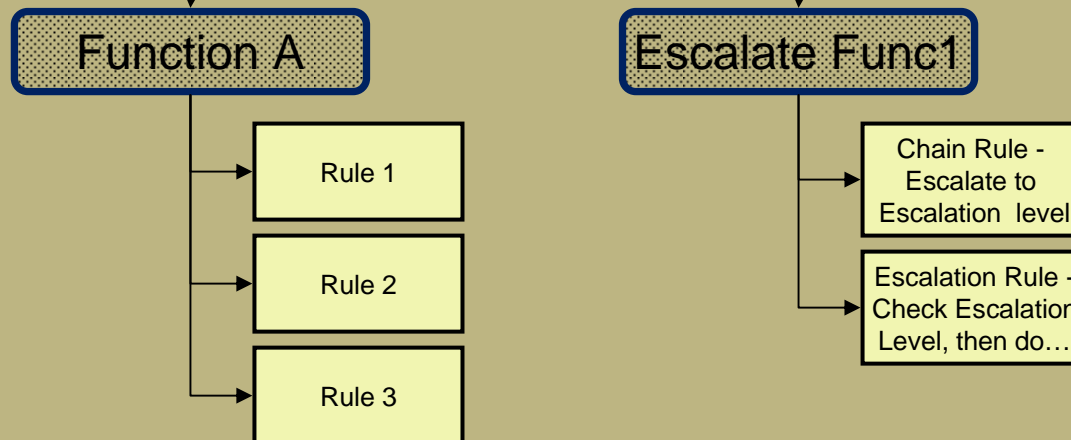 Function A
Escalate Func1
Rule 1
Rule 2
Rule 3
Chain Rule -
Escalate to
Escalation level
Escalation Rule -
Check Escalation
Level, then do…